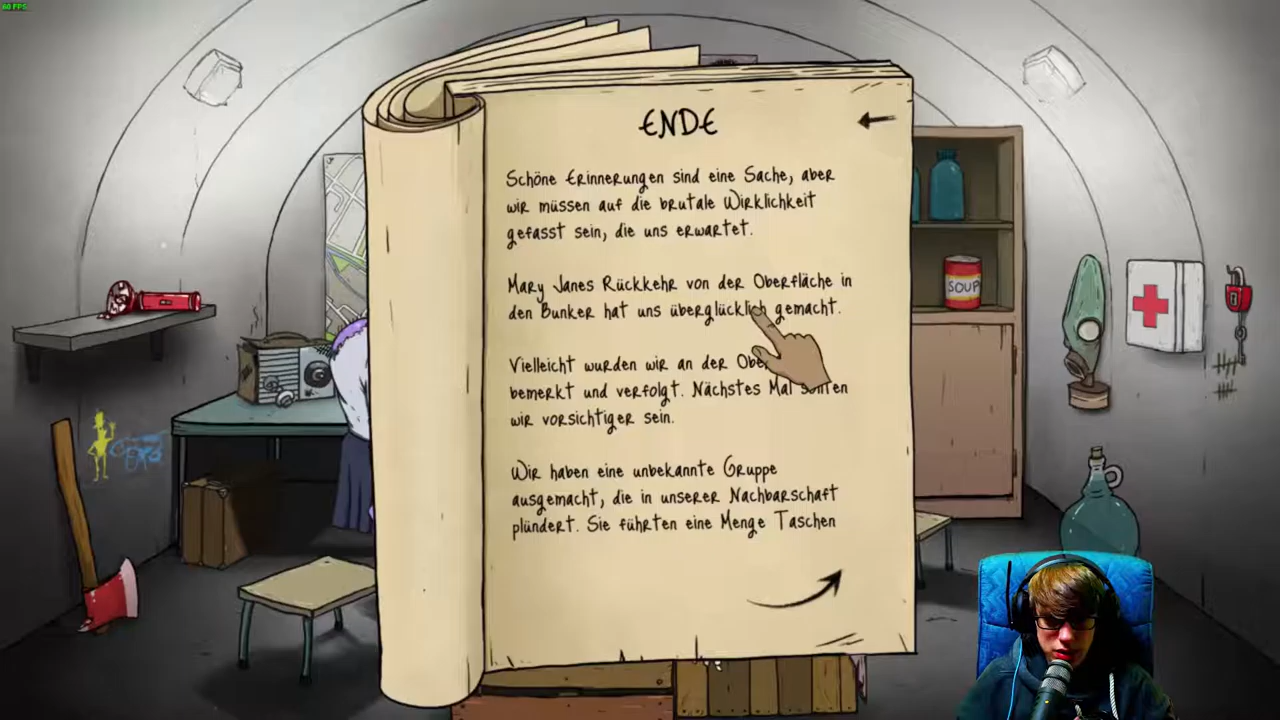 60 FPS
ENDE
Schöne Erinnerungen sind eine Sache, aber
wir müssen auf die brutale Wirklichkeit
gefasst sein, die uns erwartet.
Mary Janes Rückkehr von der Oberfläche in
den Bunker hat uns überglücklich gemacht.
Vielleicht wurden wir an der
bemerkt und verfolgt. Nächstes Mal sollten
wir vorsichtiger sein.
Wir haben eine unbekannte Gruppe
ausgemacht, die in unserer Nachbarschaft
plündert. Sie führten eine Menge Taschen
SOUP